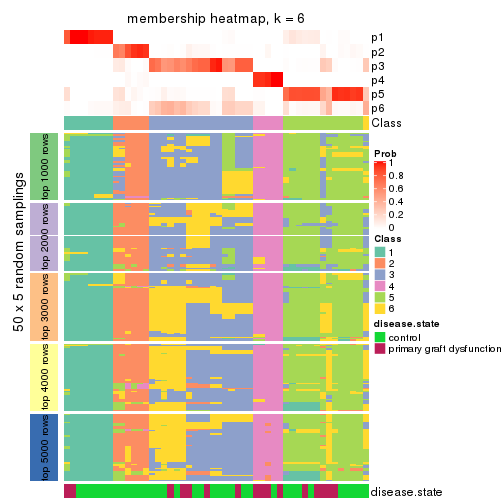 membership heatmap, k = 6
p1
p2
p3
p4
p5
p6
Class
50 x 5 random samplings
top 1000 rows
top 2000 rows
top 3000 rows
top 4000 rows
top 5000 rows
disease.state
Prob
1
0.8
0.6
0.4
0.2
0
Class
1
2
3
4
5
6
disease.state
control
primary graft dysfunction